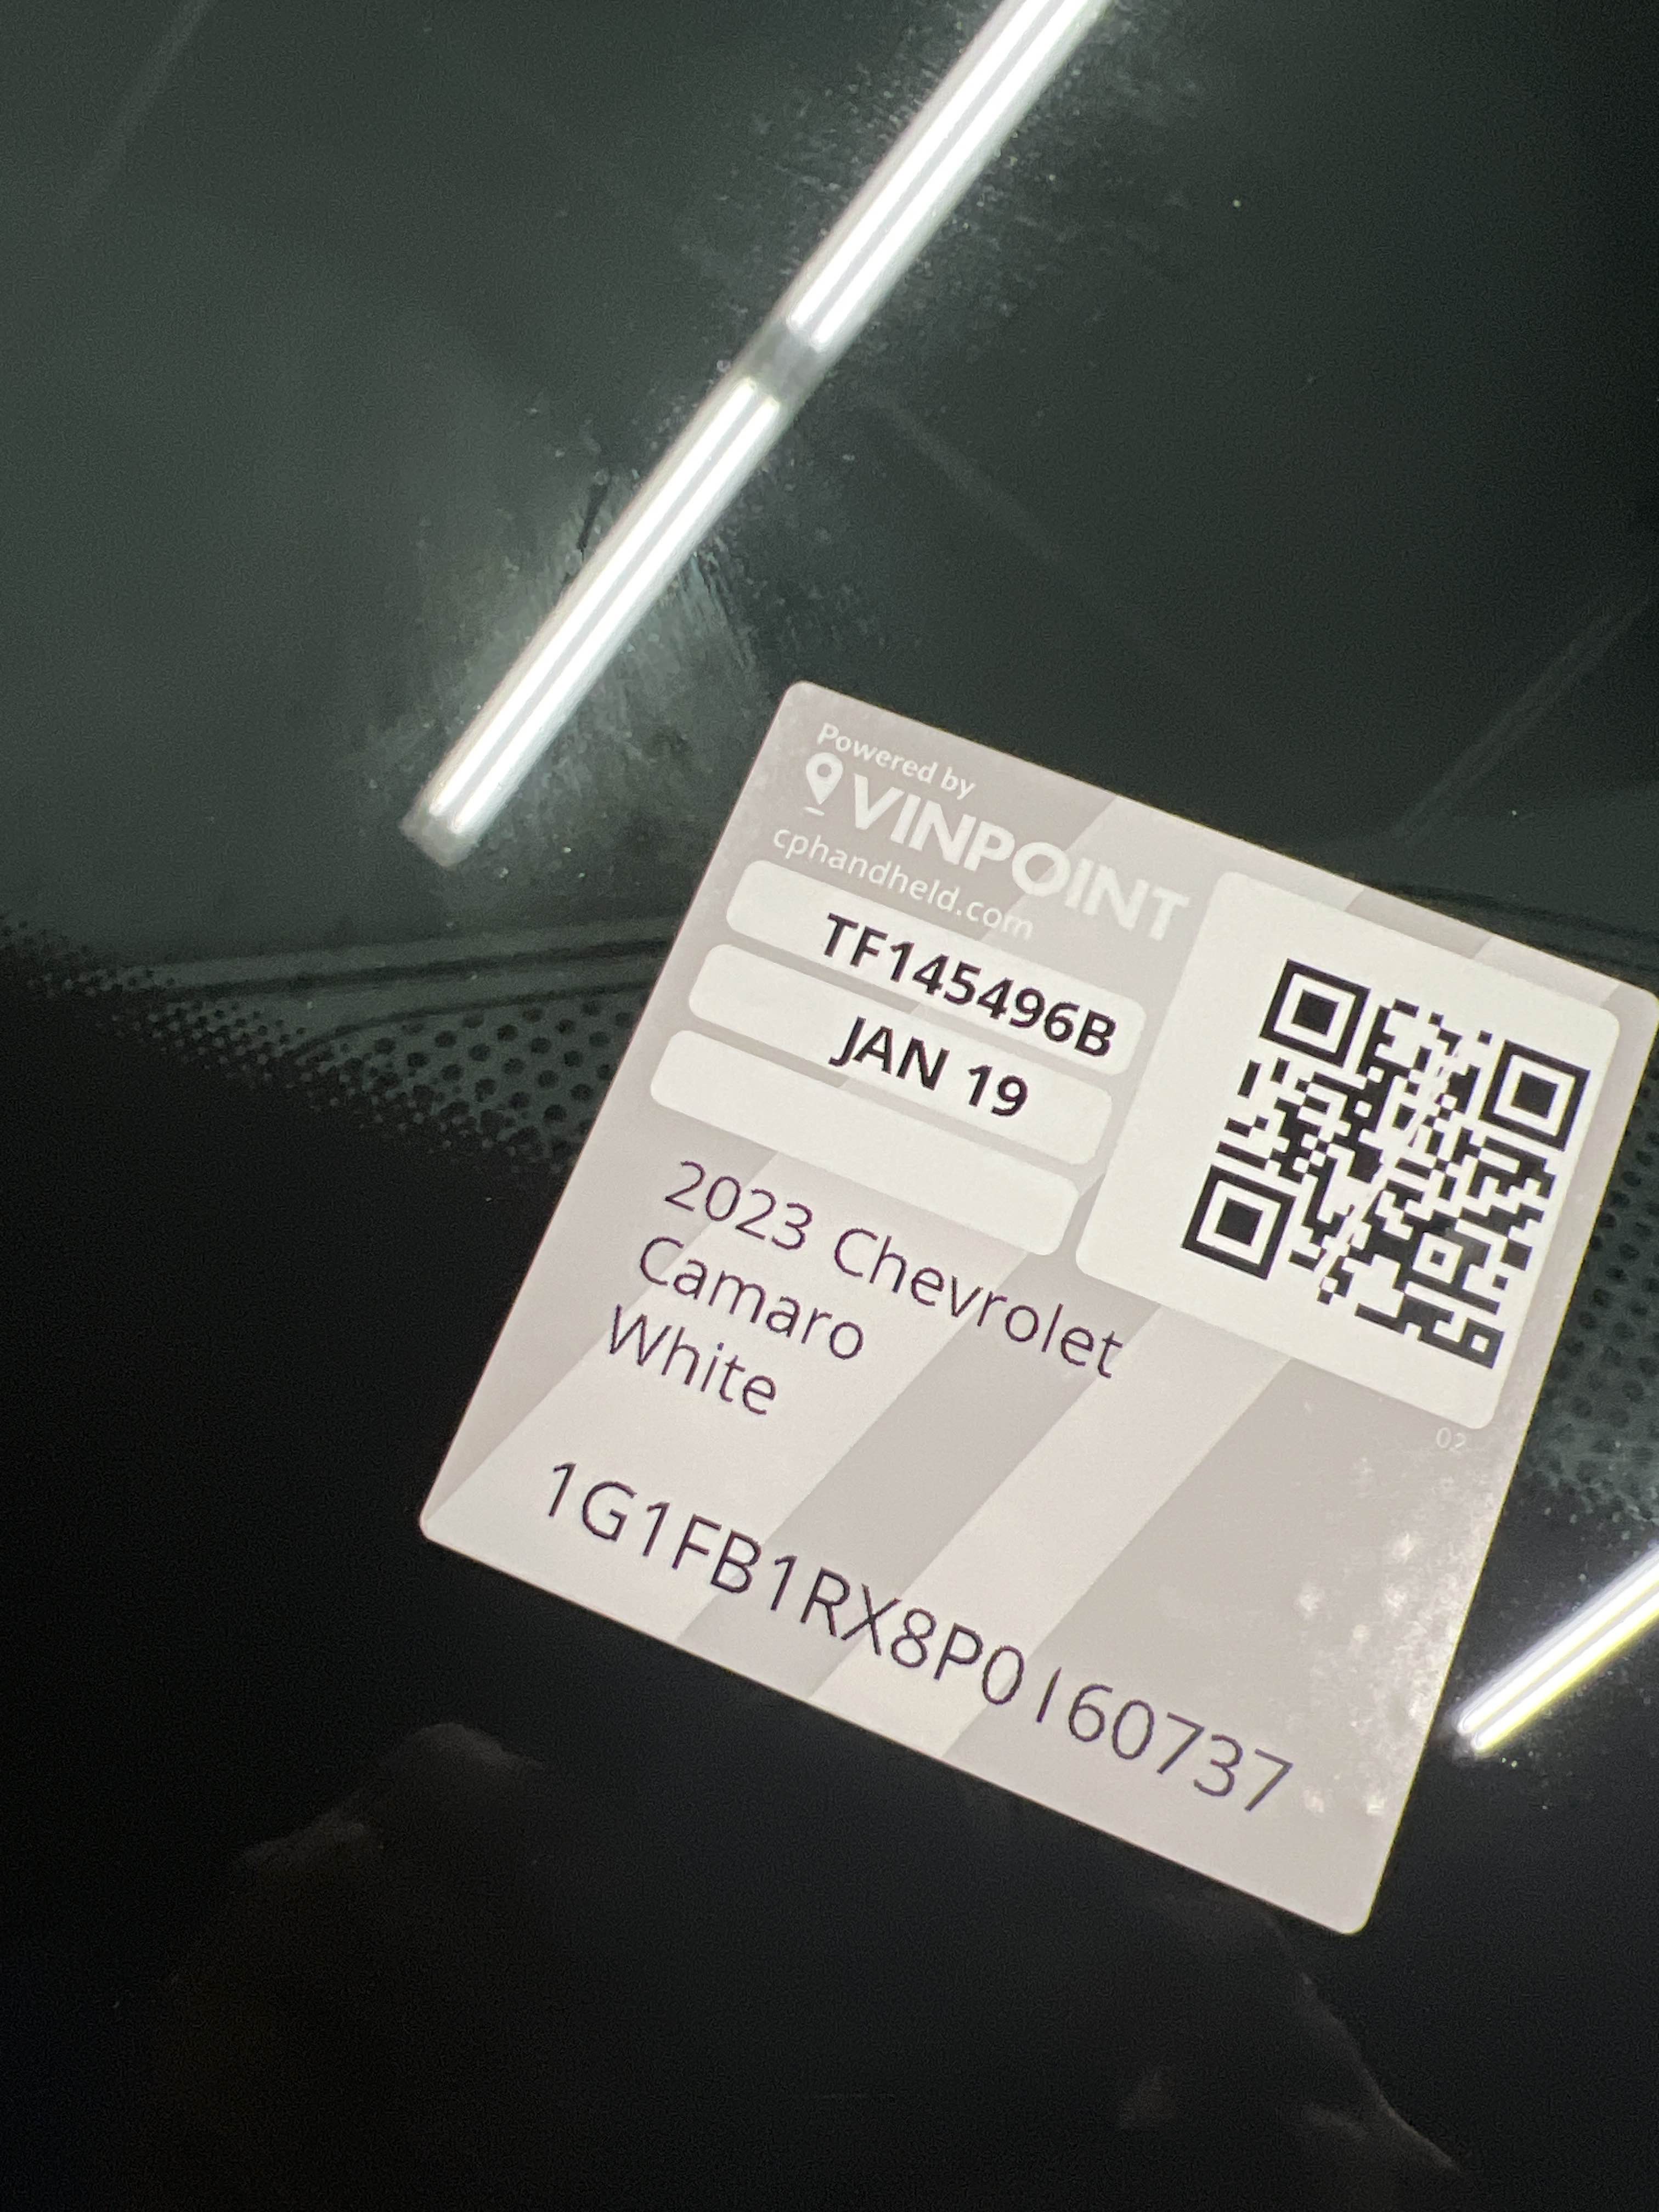 Powered by
VINPOINT
cphandheld.com
TF145496B
JAN 19
2023 Chevrolet
Camaro
White
02
1G1FB1RX8P0160737